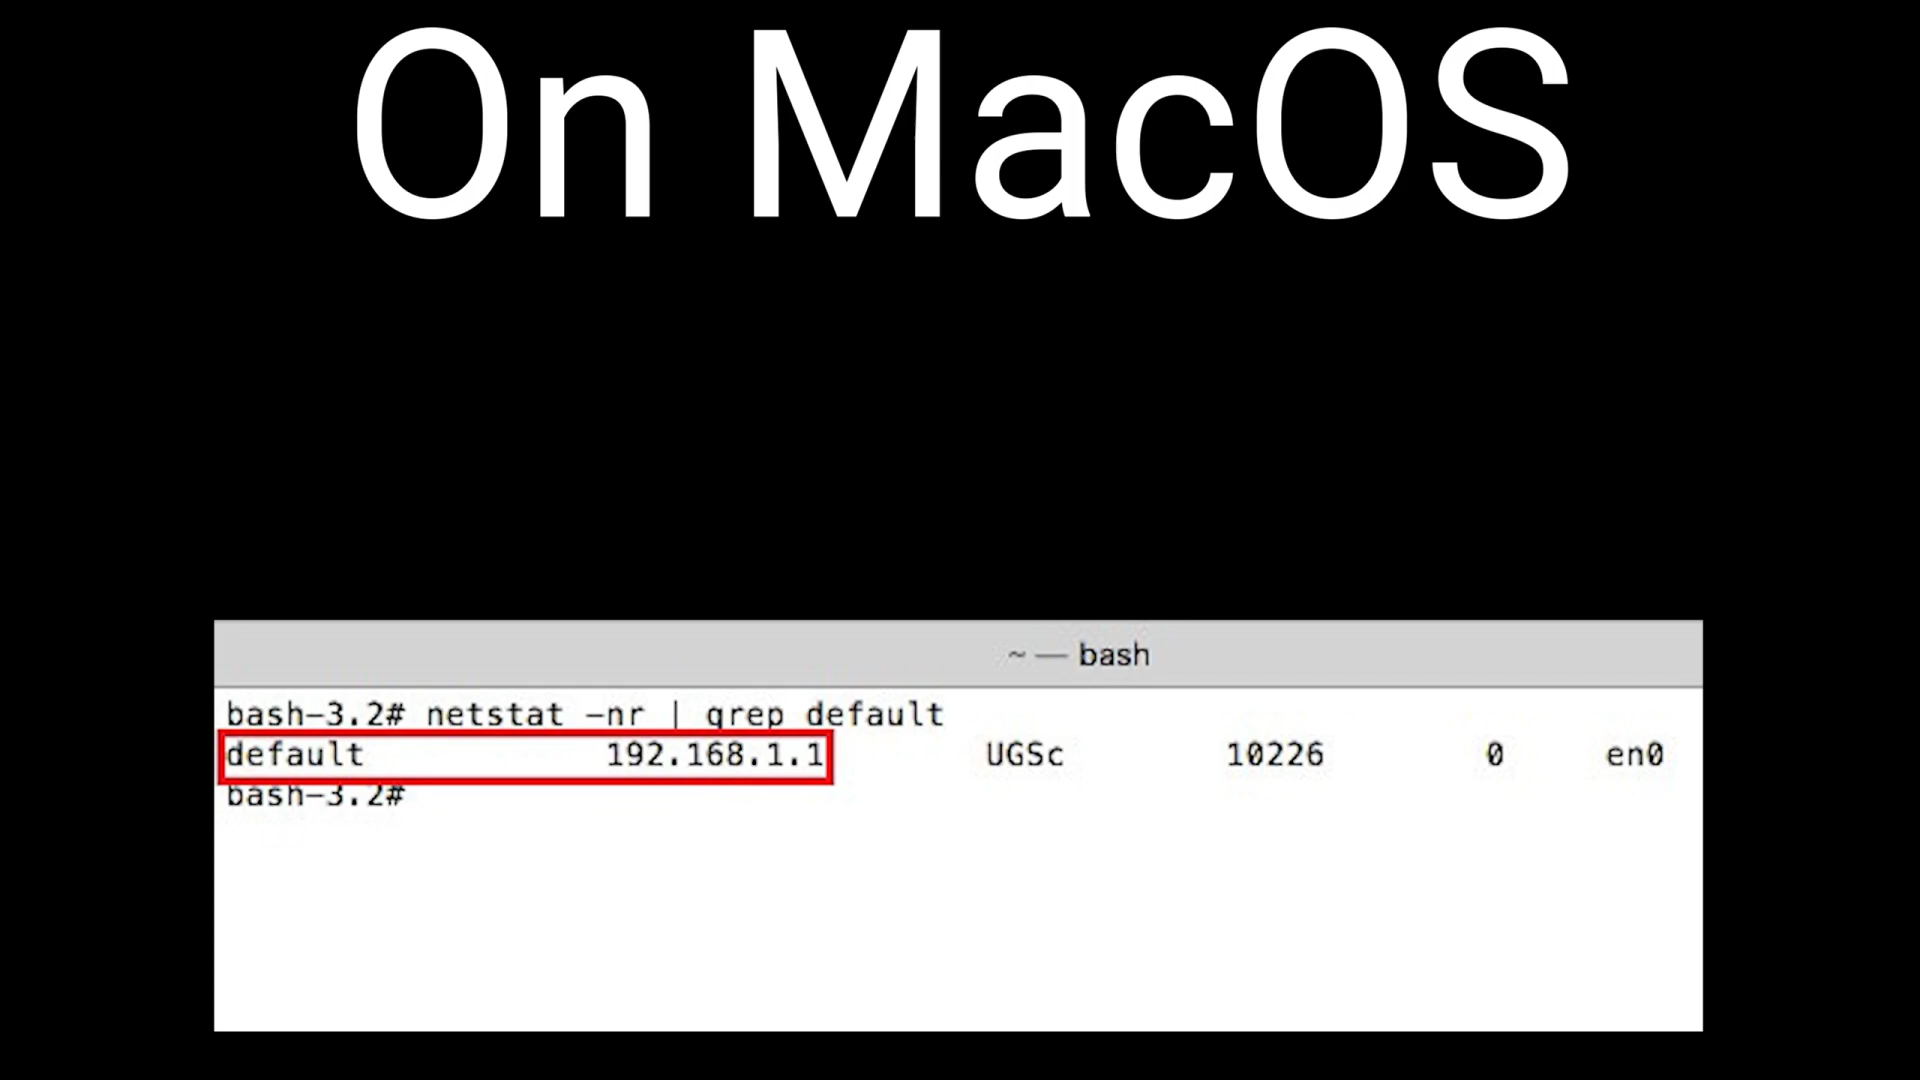 On MacOS
~ — bash
bash-3.2# netstat -nr | grep default
default 192.168.1.1 UGSc 10226 0 en0
bash-3.2#